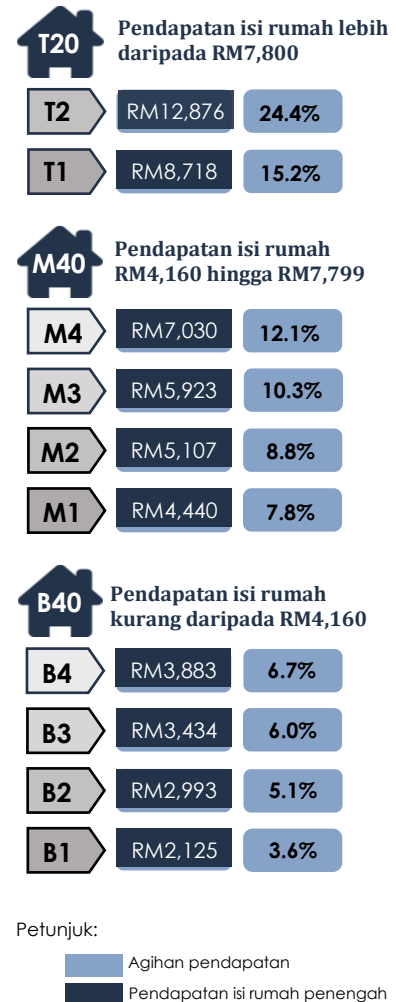 T20
Pendapatan isi rumah lebih
daripada RM7,800
T2 RM12,876 24.4%
T1 RM8,718 15.2%
M40
Pendapatan isi rumah
RM4,160 hingga RM7,799
M4 RM7,030 12.1%
M3 RM5,923 10.3%
M2 RM5,107 8.8%
M1 RM4,440 7.8%
B40
Pendapatan isi rumah
kurang daripada RM4,160
B4 RM3,883 6.7%
B3 RM3,434 6.0%
B2 RM2,993 5.1%
B1 RM2,125 3.6%
Petunjuk:
Agihan pendapatan
Pendapatan isi rumah penengah